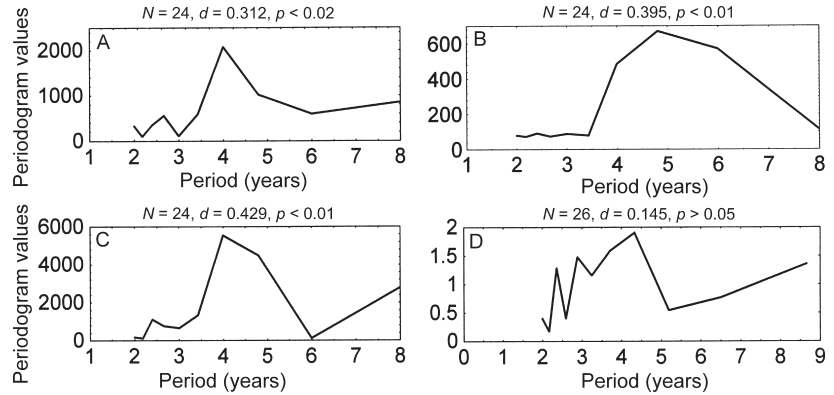 N = 24, d = 0.312, p < 0.02
A
Periodogram values
2000
1000
0
1 2 3 4 5 6 7 8
Period (years)
N = 24, d = 0.395, p < 0.01
B
600
400
200
0
1 2 3 4 5 6 7 8
Period (years)
N = 24, d = 0.429, p < 0.01
C
Periodogram values
6000
4000
2000
0
1 2 3 4 5 6 7 8
Period (years)
N = 26, d = 0.145, p > 0.05
D
2
1.5
1
0.5
0
0 1 2 3 4 5 6 7 8 9
Period (years)